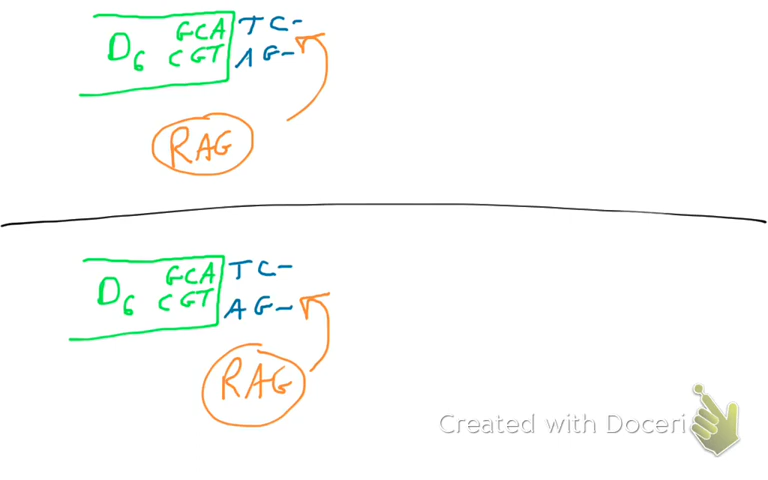 GCA TC-
D6 CGT AG-
RAG
GCA TC-
D6 CGT AG-
RAG
Created with Doceri